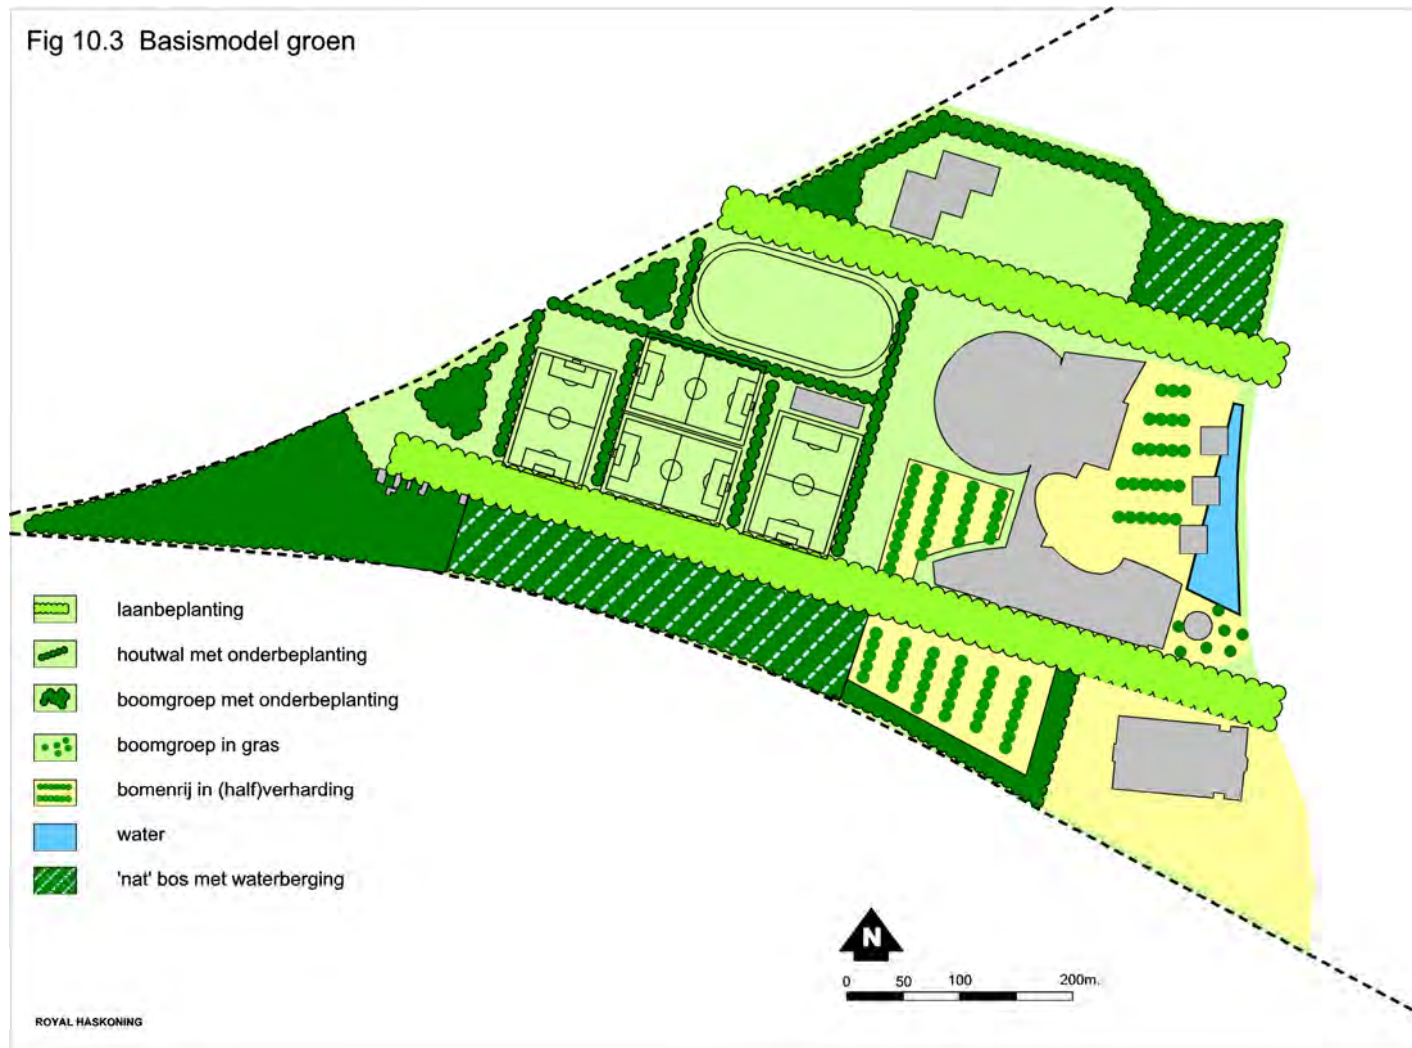 Fig 10.3 Basismodel groen
laanbeplanting
houtwal met onderbeplanting
boomgroep met onderbeplanting
boomgroep in gras
bomenrij in (half)verharding
water
'nat' bos met waterberging
N
0 50 100 200m.
ROYAL HASKONING